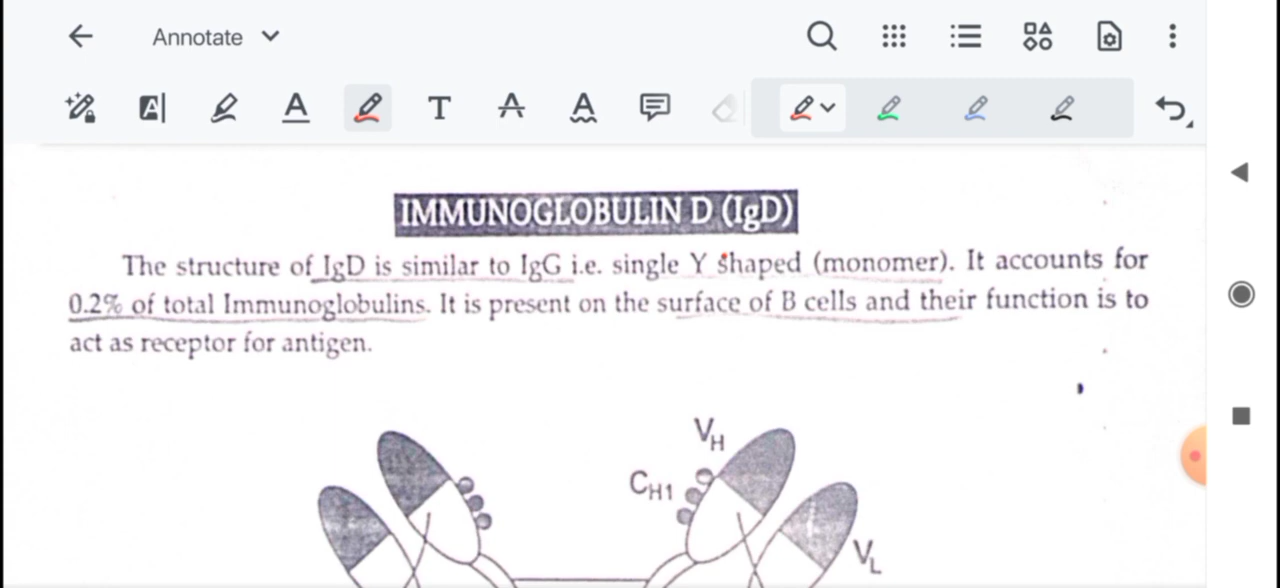 Annotate
IMMUNOGLOBULIN D (IgD)
The structure of IgD is similar to IgG i.e. single Y shaped (monomer). It accounts for
0.2% of total Immunoglobulins. It is present on the surface of B cells and their function is to
act as receptor for antigen.
VH
CH1
VL